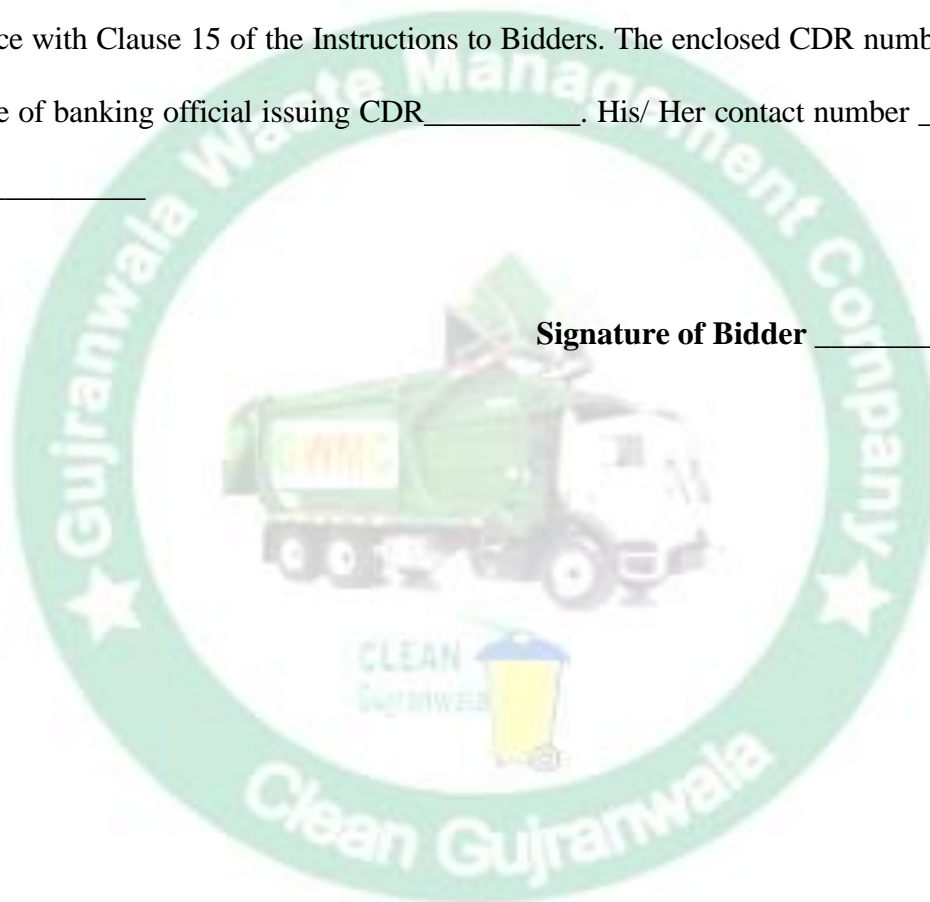 ce with Clause 15 of the Instructions to Bidders. The enclosed CDR numb
e of banking official issuing CDR__________. His/ Her contact number _
__________
Signature of Bidder ________
Gujranwala Waste Management Company
GWMC
CLEAN
Gujranwala
Clean Gujranwala